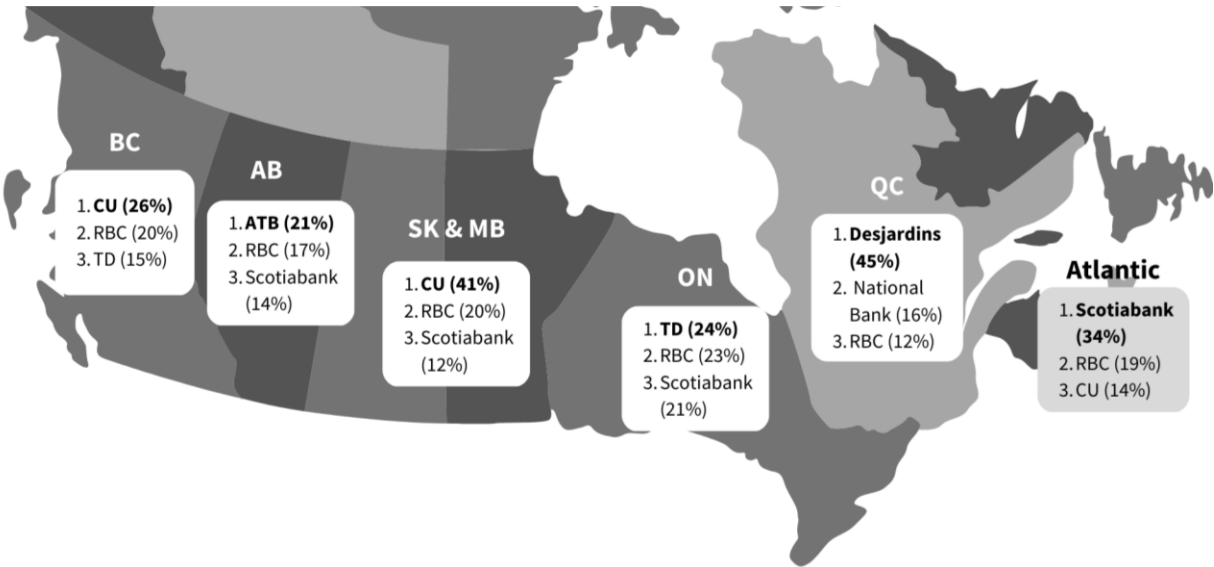 BC
1. CU (26%)
2. RBC (20%)
3. TD (15%)
AB
1. ATB (21%)
2. RBC (17%)
3. Scotiabank
(14%)
SK & MB
1. CU (41%)
2. RBC (20%)
3. Scotiabank
(12%)
ON
1. TD (24%)
2. RBC (23%)
3. Scotiabank
(21%)
QC
1. Desjardins
(45%)
2. National
Bank (16%)
3. RBC (12%)
Atlantic
1. Scotiabank
(34%)
2. RBC (19%)
3. CU (14%)